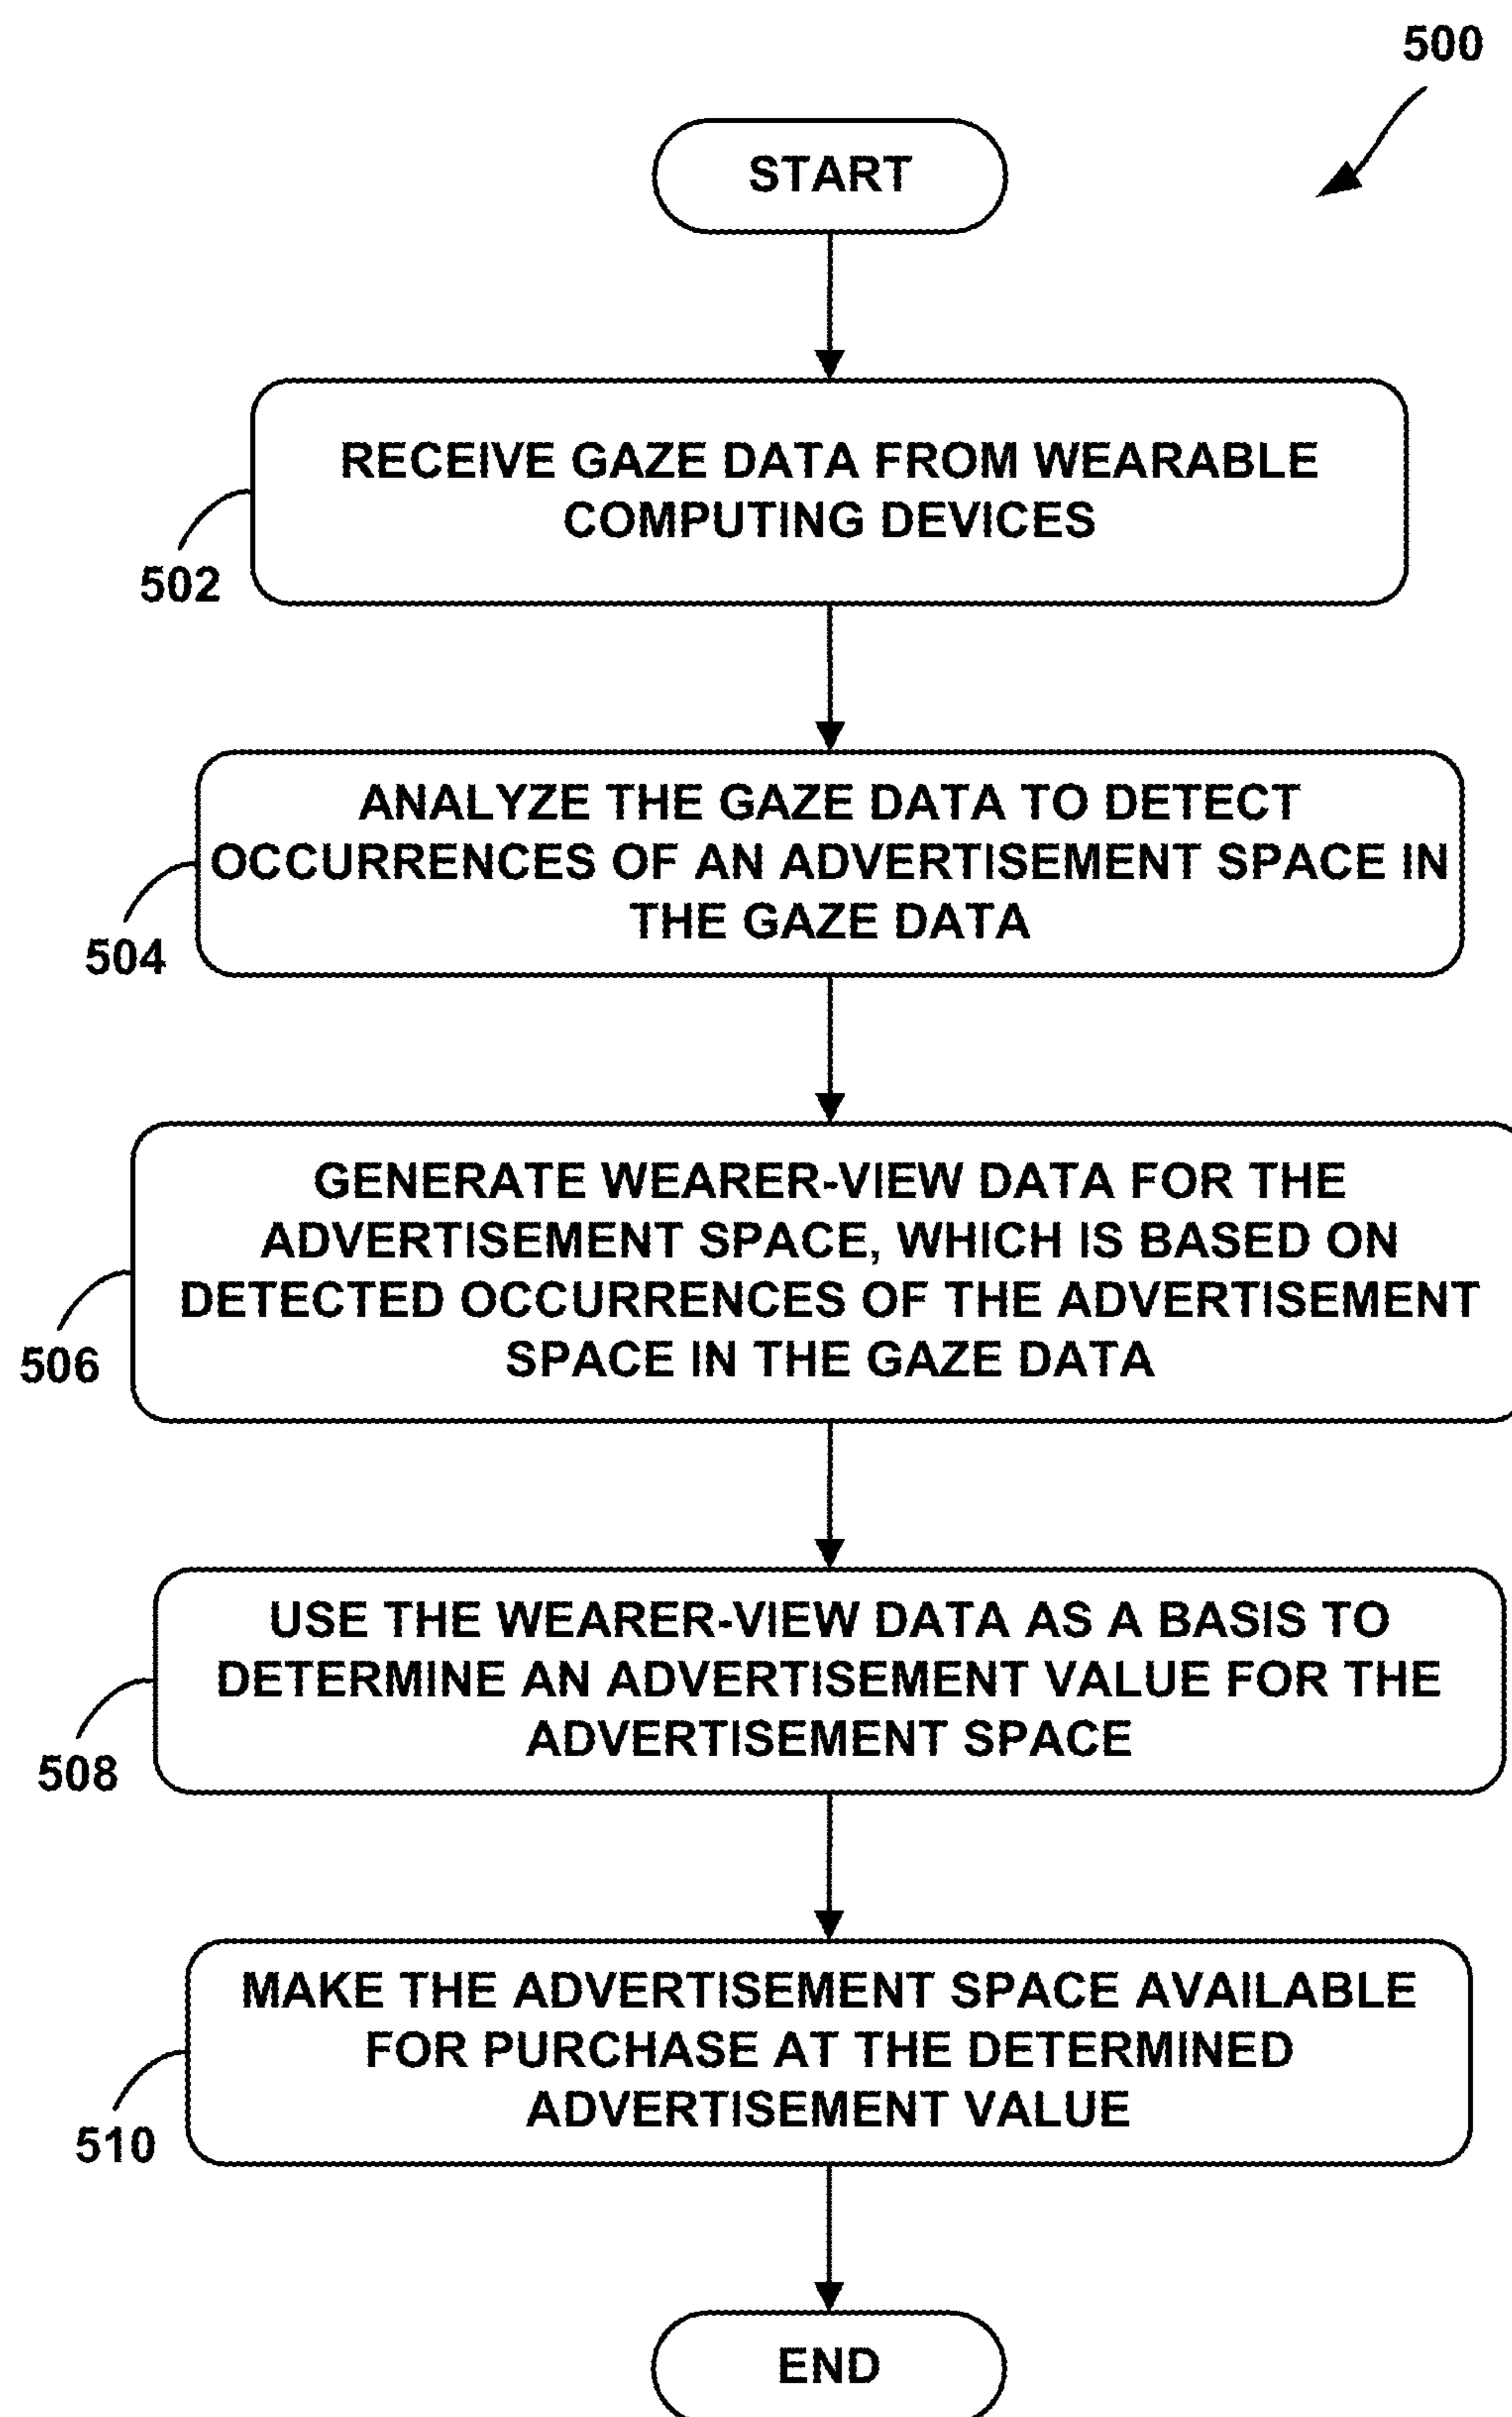 500
START
RECEIVE GAZE DATA FROM WEARABLE
COMPUTING DEVICES
502
ANALYZE THE GAZE DATA TO DETECT
OCCURRENCES OF AN ADVERTISEMENT SPACE IN
THE GAZE DATA
504
GENERATE WEARER-VIEW DATA FOR THE
ADVERTISEMENT SPACE, WHICH IS BASED ON
DETECTED OCCURRENCES OF THE ADVERTISEMENT
SPACE IN THE GAZE DATA
506
USE THE WEARER-VIEW DATA AS A BASIS TO
DETERMINE AN ADVERTISEMENT VALUE FOR THE
ADVERTISEMENT SPACE
508
MAKE THE ADVERTISEMENT SPACE AVAILABLE
FOR PURCHASE AT THE DETERMINED
ADVERTISEMENT VALUE
510
END